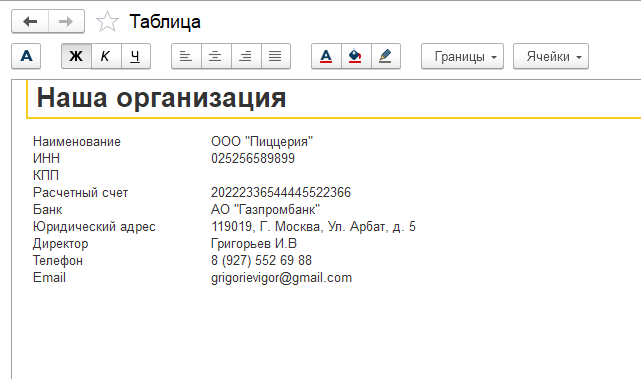 Таблица
А Ж К Ч А Границы Ячейки
Наша организация
Наименование ООО "Пиццерия"
ИНН 025256589899
КПП
Расчетный счет 20222336544445522366
Банк АО "Газпромбанк"
Юридический адрес 119019, Г. Москва, Ул. Арбат, д. 5
Директор Григорьев И.В
Телефон 8 (927) 552 69 88
Email grigorievigor@gmail.com